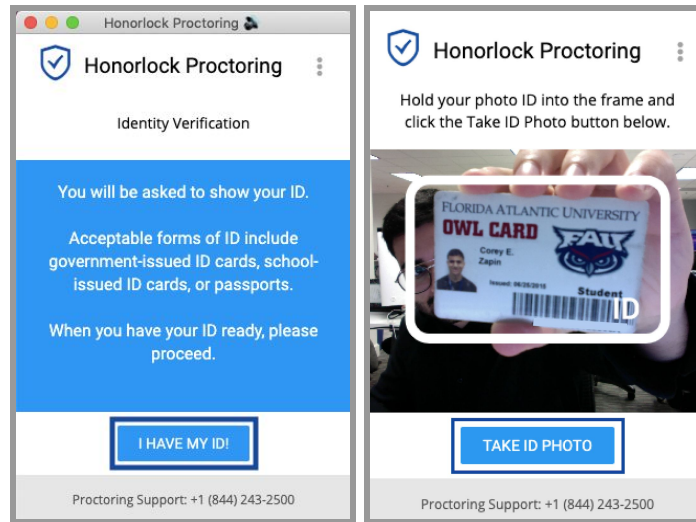 Honorlock Proctoring
Honorlock Proctoring
Identity Verification
You will be asked to show your ID.
Acceptable forms of ID include
government-issued ID cards, school-
issued ID cards, or passports.
When you have your ID ready, please
proceed.
I HAVE MY ID!
Proctoring Support: +1 (844) 243-2500
Honorlock Proctoring
Hold your photo ID into the frame and
click the Take ID Photo button below.
FLORIDA ATLANTIC UNIVERSITY
OWL CARD
FAU
Corey E.
Zapin
Issued: 06/25/2015
Student
ID
TAKE ID PHOTO
Proctoring Support: +1 (844) 243-2500